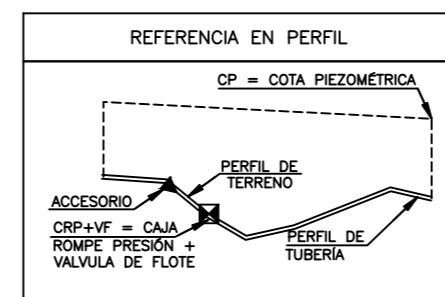 REFERENCIA EN PERFIL
CP = COTA PIEZOMÉTRICA
PERFIL DE
TERRENO
ACCESORIO
CRP+VF = CAJA
ROMPE PRESIÓN +
VALVULA DE FLOTE
PERFIL DE
TUBERÍA